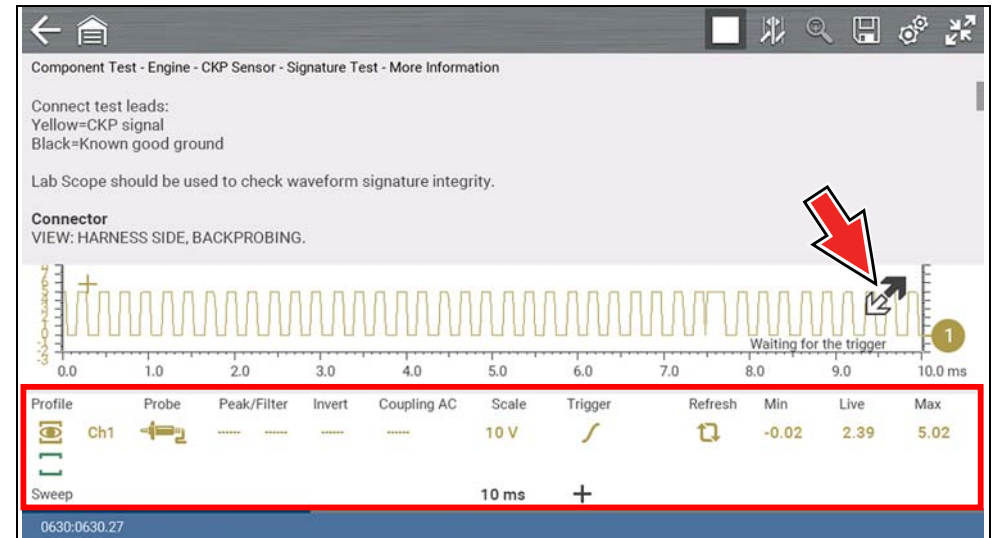 Component Test - Engine - CKP Sensor - Signature Test - More Information
Connect test leads:
Yellow=CKP signal
Black=Known good ground
Lab Scope should be used to check waveform signature integrity.
Connector
VIEW: HARNESS SIDE, BACKPROBING.
1
Waiting for the trigger
0.0 1.0 2.0 3.0 4.0 5.0 6.0 7.0 8.0 9.0 10.0 ms
Profile Probe Peak/Filter Invert Coupling AC Scale Trigger Refresh Min Live Max
Ch1 ------ ------ ------ ------ 10 V -0.02 2.39 5.02
Sweep 10 ms
0630:0630.27